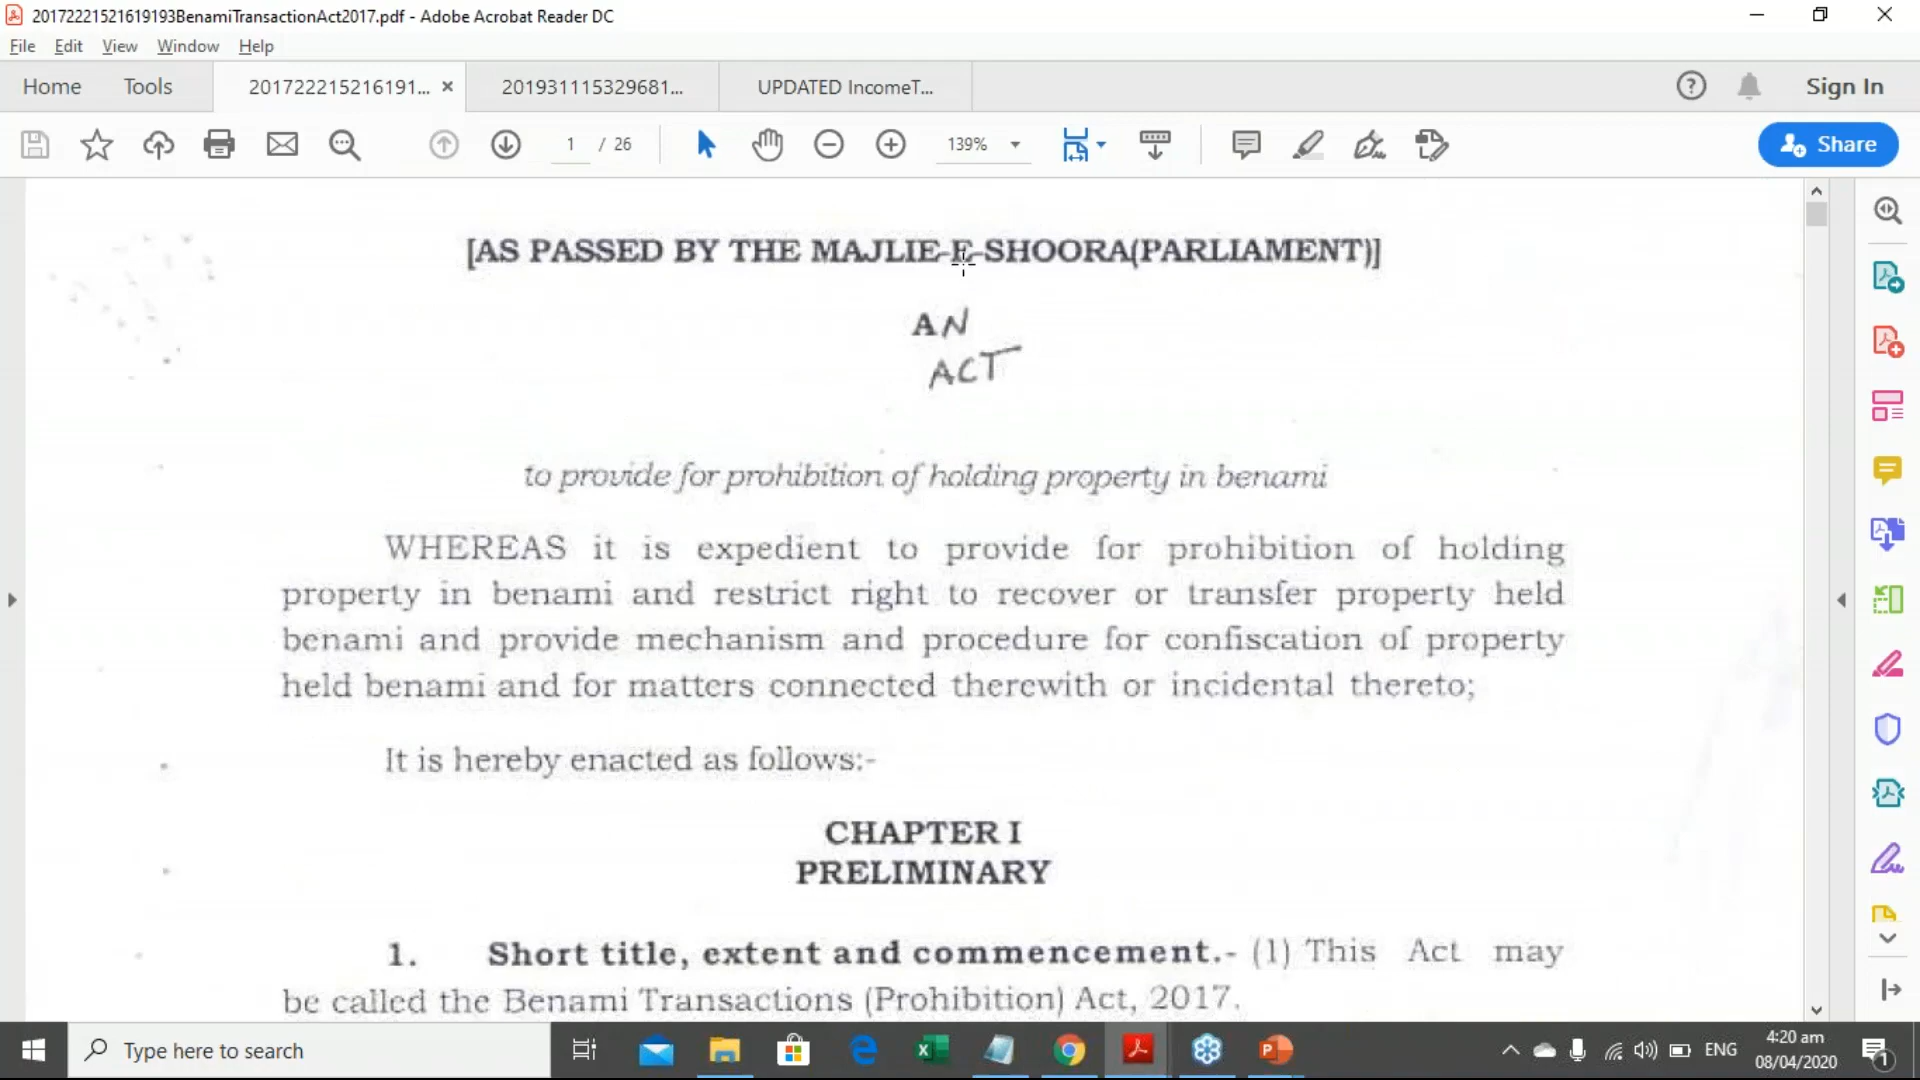 20172221521619193BenamiTransactionAct2017.pdf - Adobe Acrobat Reader DC
File Edit View Window Help
Home Tools 201722215216191... × 201931115329681... UPDATED IncomeT... Sign In
1 / 26 139% Share
[AS PASSED BY THE MAJLIE-E-SHOORA(PARLIAMENT)]
AN
ACT
to provide for prohibition of holding property in benami
WHEREAS it is expedient to provide for prohibition of holding
property in benami and restrict right to recover or transfer property held
benami and provide mechanism and procedure for confiscation of property
held benami and for matters connected therewith or incidental thereto;
It is hereby enacted as follows:-
CHAPTER I
PRELIMINARY
1. Short title, extent and commencement.- (1) This Act may
be called the Benami Transactions (Prohibition) Act, 2017.
Type here to search
ENG
4:20 am
08/04/2020
1